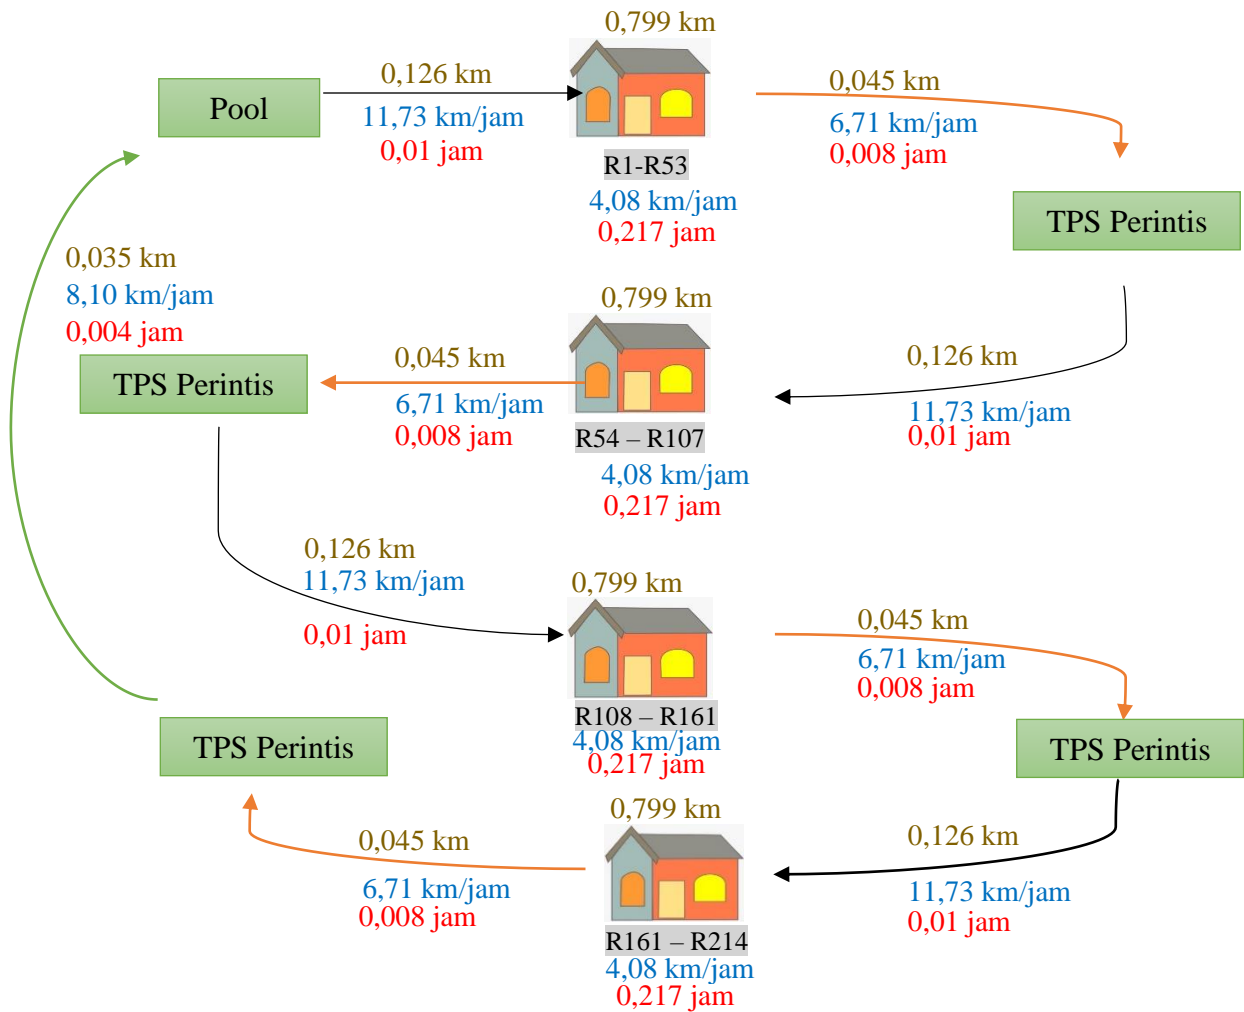 0,799 km
Pool
0,126 km
11,73 km/jam
0,01 jam
R1-R53
4,08 km/jam
0,217 jam
0,045 km
6,71 km/jam
0,008 jam
TPS Perintis
0,126 km
11,73 km/jam
0,01 jam
0,799 km
R54 – R107
4,08 km/jam
0,217 jam
0,045 km
6,71 km/jam
0,008 jam
TPS Perintis
0,035 km
8,10 km/jam
0,004 jam
0,126 km
11,73 km/jam
0,01 jam
0,799 km
R108 – R161
4,08 km/jam
0,217 jam
0,045 km
6,71 km/jam
0,008 jam
TPS Perintis
0,126 km
11,73 km/jam
0,01 jam
0,799 km
R161 – R214
4,08 km/jam
0,217 jam
0,045 km
6,71 km/jam
0,008 jam
TPS Perintis